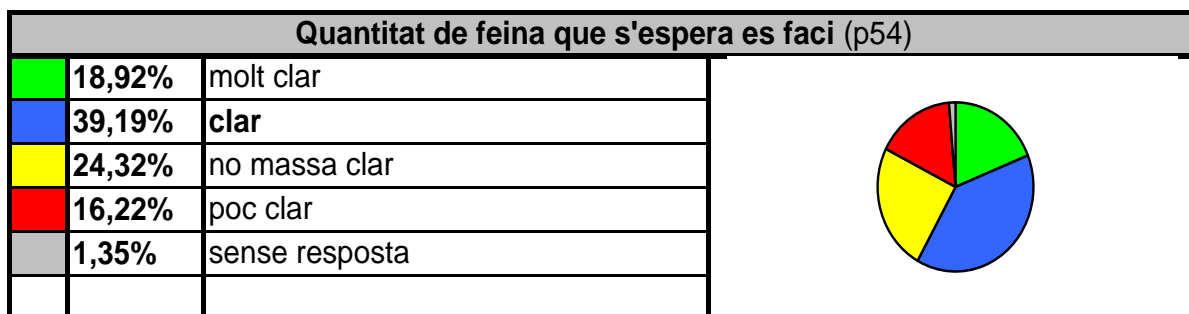 Quantitat de feina que s'espera es faci (p54)
18,92% molt clar
39,19% clar
24,32% no massa clar
16,22% poc clar
1,35% sense resposta